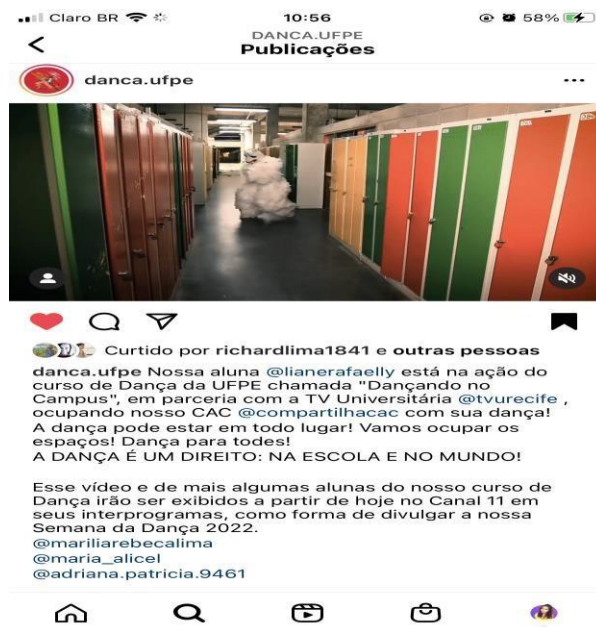 Claro BR 10:56 58%
DANCA.UFPE
Publicações
danca.ufpe
Curtido por richardlima1841 e outras pessoas
danca.ufpe Nossa aluna @lianerafaelly está na ação do
curso de Dança da UFPE chamada "Dançando no
Campus", em parceria com a TV Universitária @tvurecife ,
ocupando nosso CAC @compartilhacac com sua dança!
A dança pode estar em todo lugar! Vamos ocupar os
espaços! Dança para todes!
A DANÇA É UM DIREITO: NA ESCOLA E NO MUNDO!
Esse vídeo e de mais algumas alunas do nosso curso de
Dança irão ser exibidos a partir de hoje no Canal 11 em
seus interprogramas, como forma de divulgar a nossa
Semana da Dança 2022.
@mariliarebecalima
@maria_alicel
@adriana.patricia.9461